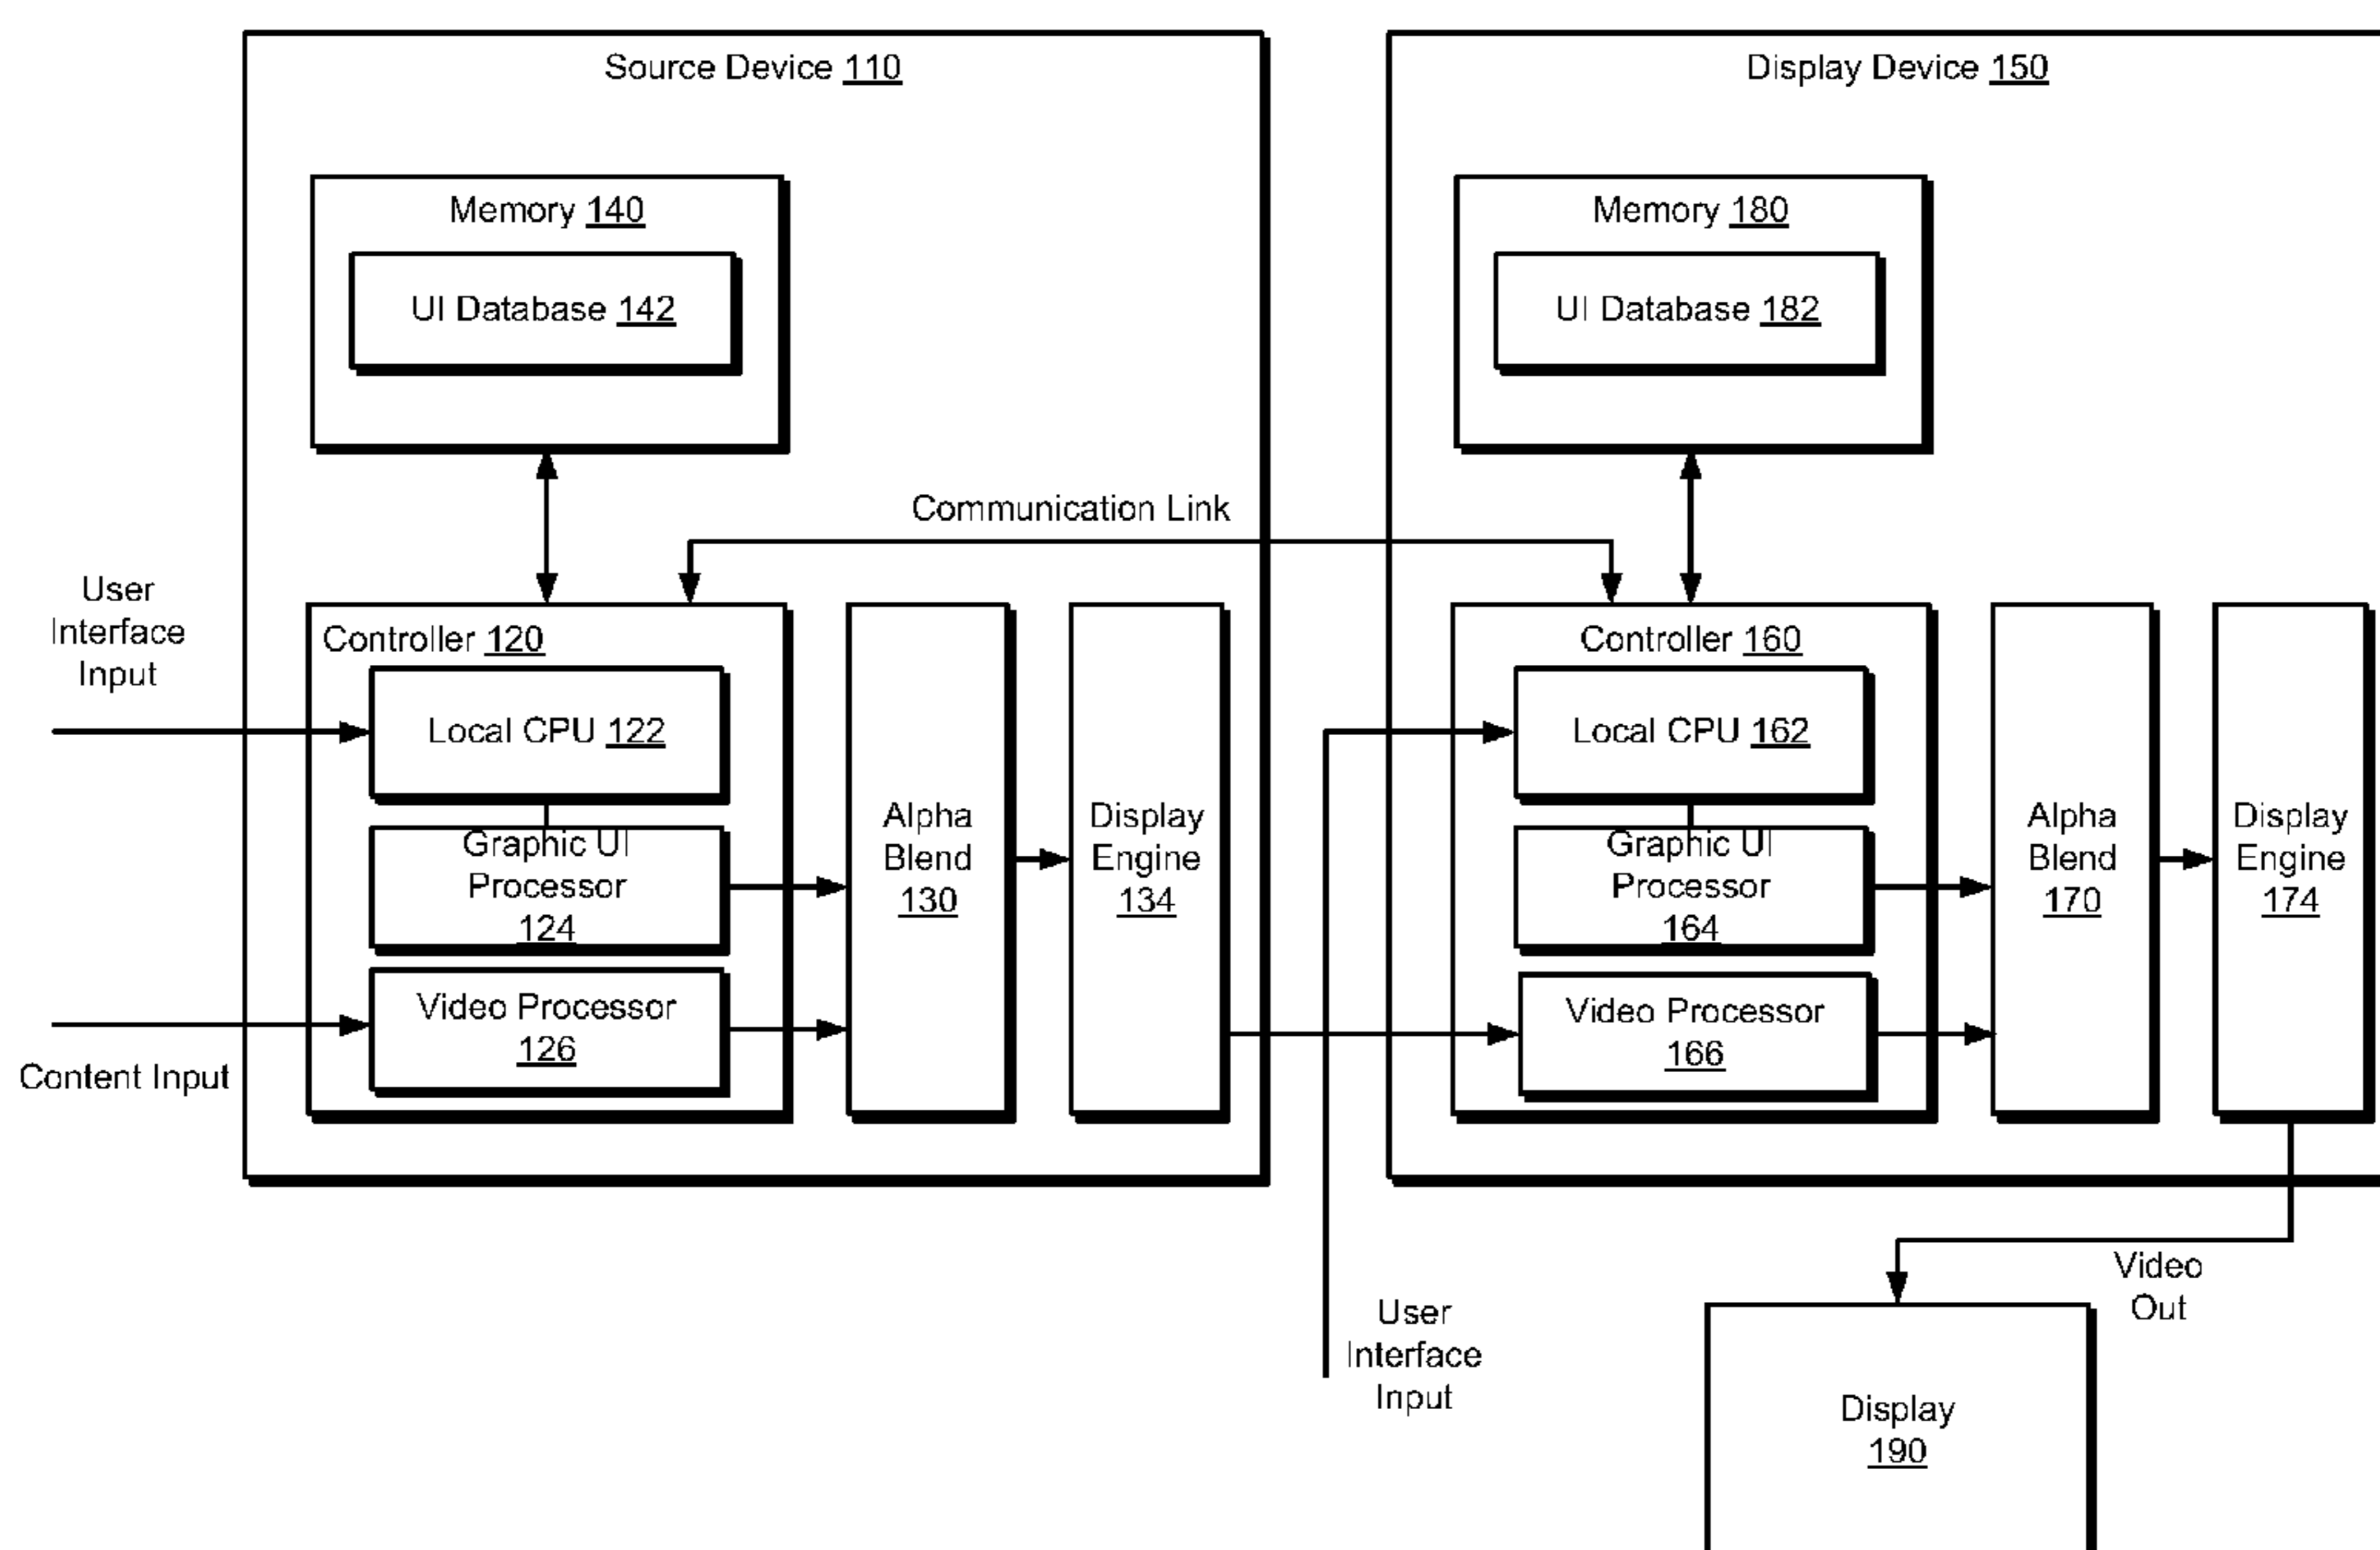 Source Device 110
Memory 140
UI Database 142
Communication Link
User
Interface
Input
Controller 120
Local CPU 122
Graphic UI
Processor
124
Video Processor
126
Content Input
Alpha
Blend
130
Display
Engine
134
Display Device 150
Memory 180
UI Database 182
Controller 160
Local CPU 162
Graphic UI
Processor
164
Video Processor
166
Alpha
Blend
170
Display
Engine
174
User
Interface
Input
Video
Out
Display
190